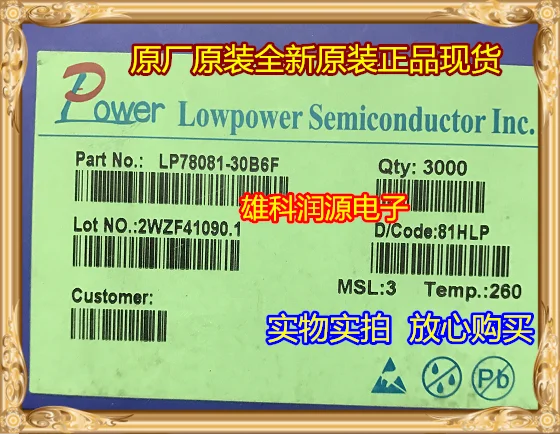 原厂原装全新原装正品现货
Power Lowpower Semiconductor Inc.
Part No.: LP78081-30B6F
Qty: 3000
雄科润源电子
Lot NO.:2WZF41090.1
D/Code:81HLP
MSL:3 Temp.:260
Customer:
实物实拍 放心购买
Pb